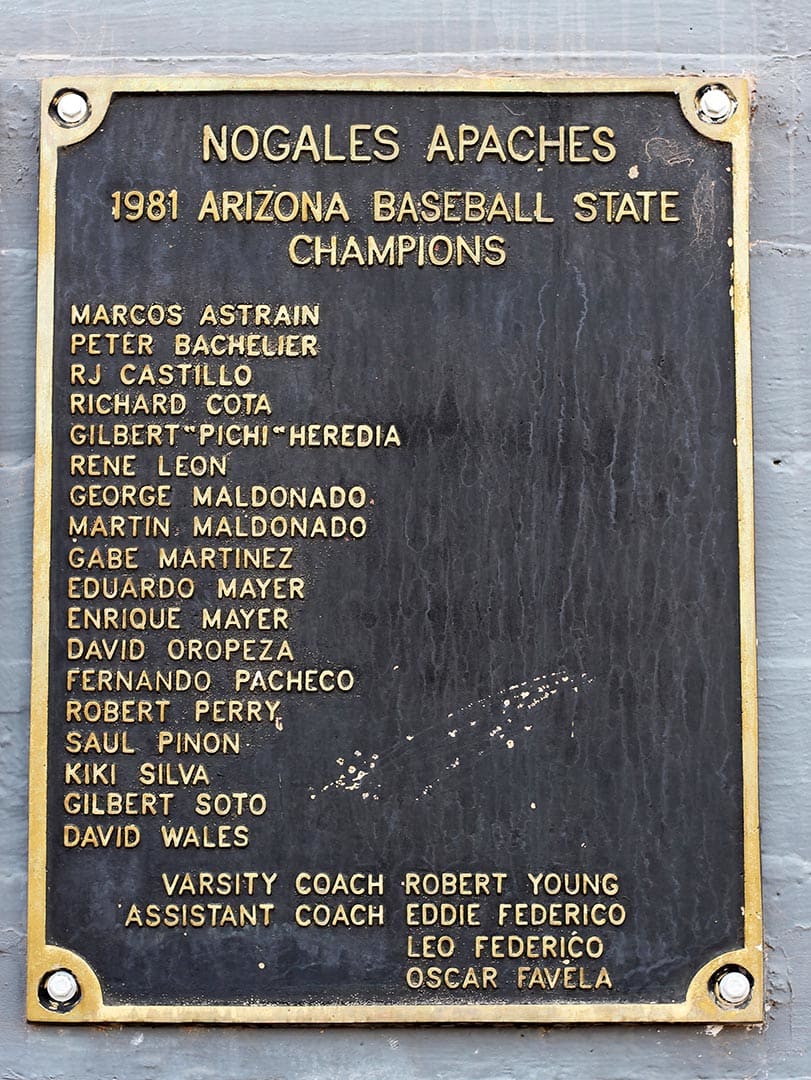 NOGALES APACHES
1981 ARIZONA BASEBALL STATE
CHAMPIONS
MARCOS ASTRAIN
PETER BACHELIER
RJ CASTILLO
RICHARD COTA
GILBERT "PICHI" HEREDIA
RENE LEON
GEORGE MALDONADO
MARTIN MALDONADO
GABE MARTINEZ
EDUARDO MAYER
ENRIQUE MAYER
DAVID OROPEZA
FERNANDO PACHECO
ROBERT PERRY
SAUL PINON
KIKI SILVA
GILBERT SOTO
DAVID WALES
VARSITY COACH ROBERT YOUNG
ASSISTANT COACH EDDIE FEDERICO
LEO FEDERICO
OSCAR FAVELA